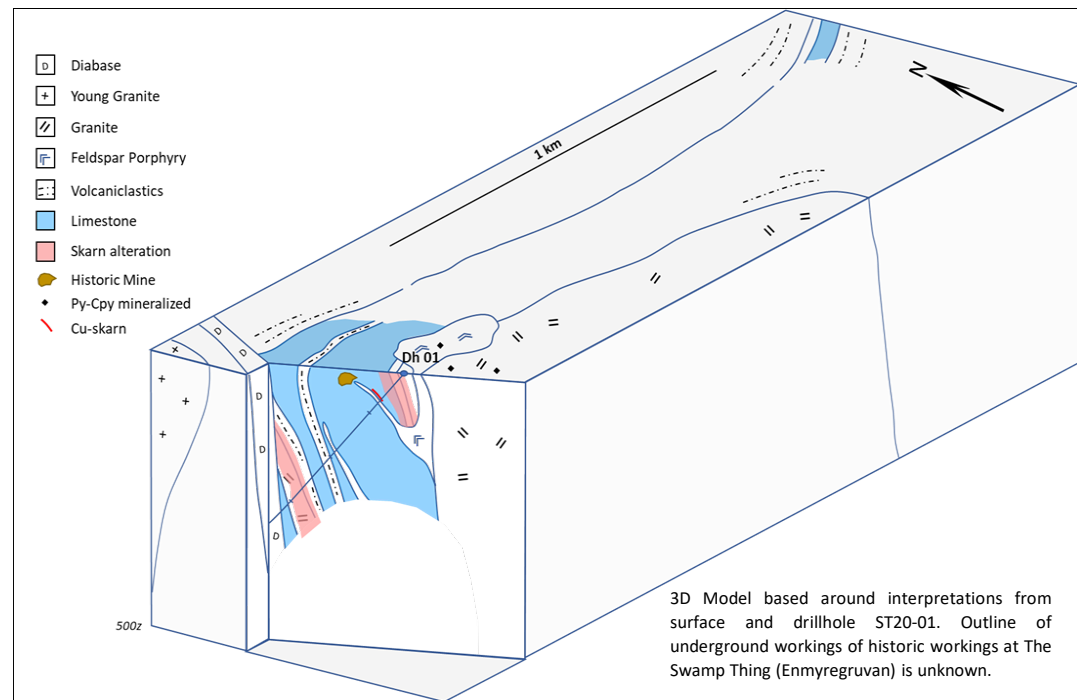 D Diabase
+ Young Granite
Granite
Feldspar Porphyry
Volcaniclastics
Limestone
Skarn alteration
Historic Mine
Py-Cpy mineralized
Cu-skarn
N
1 km
D
D
Dh 01
D
D
D
500z
3D Model based around interpretations from
surface and drillhole ST20-01. Outline of
underground workings of historic workings at The
Swamp Thing (Enmyregruvan) is unknown.